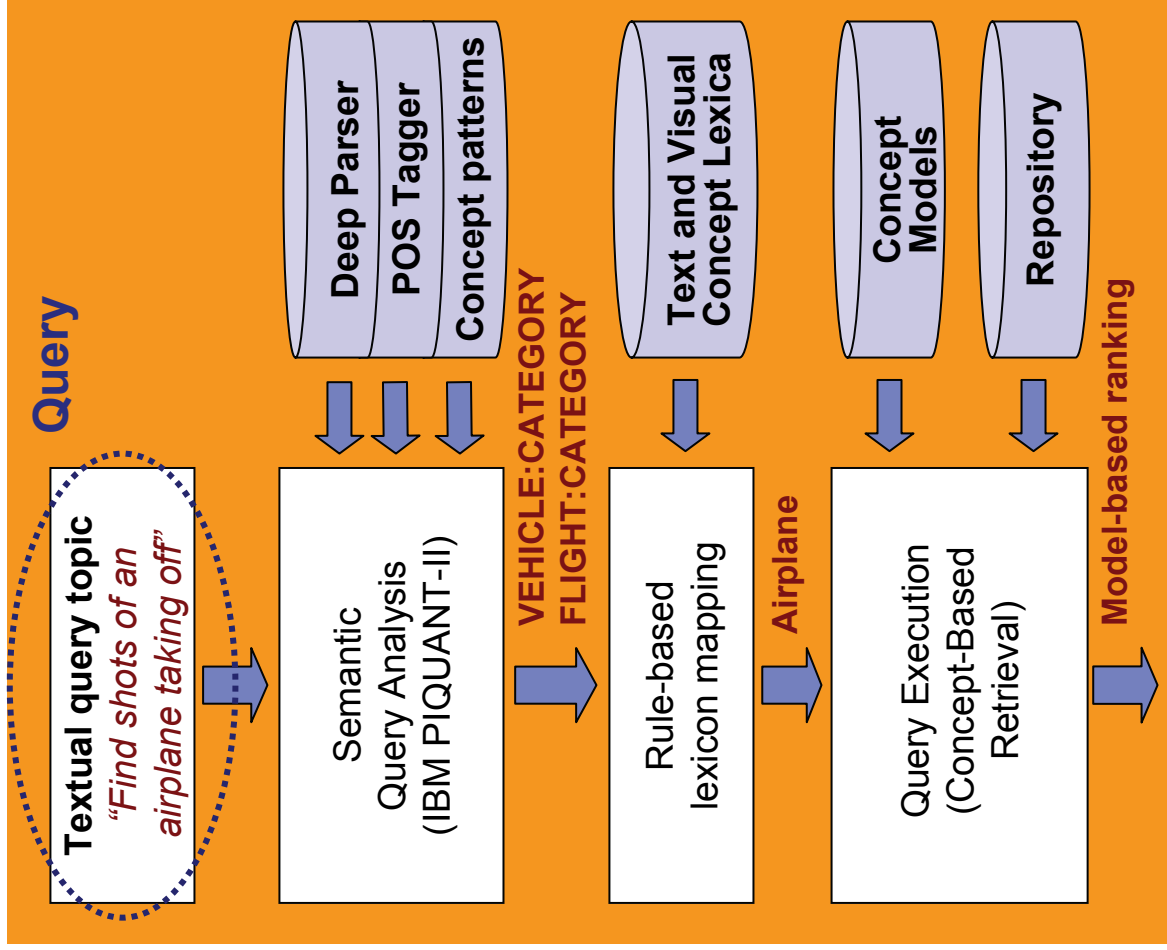 Query
Textual query topic
“Find shots of an
airplane taking off”
Semantic
Query Analysis
(IBM PIQUANT-II)
Deep Parser
POS Tagger
Concept patterns
VEHICLE:CATEGORY
FLIGHT:CATEGORY
Rule-based
lexicon mapping
Text and Visual
Concept Lexica
Airplane
Query Execution
(Concept-Based
Retrieval)
Concept
Models
Repository
Model-based ranking